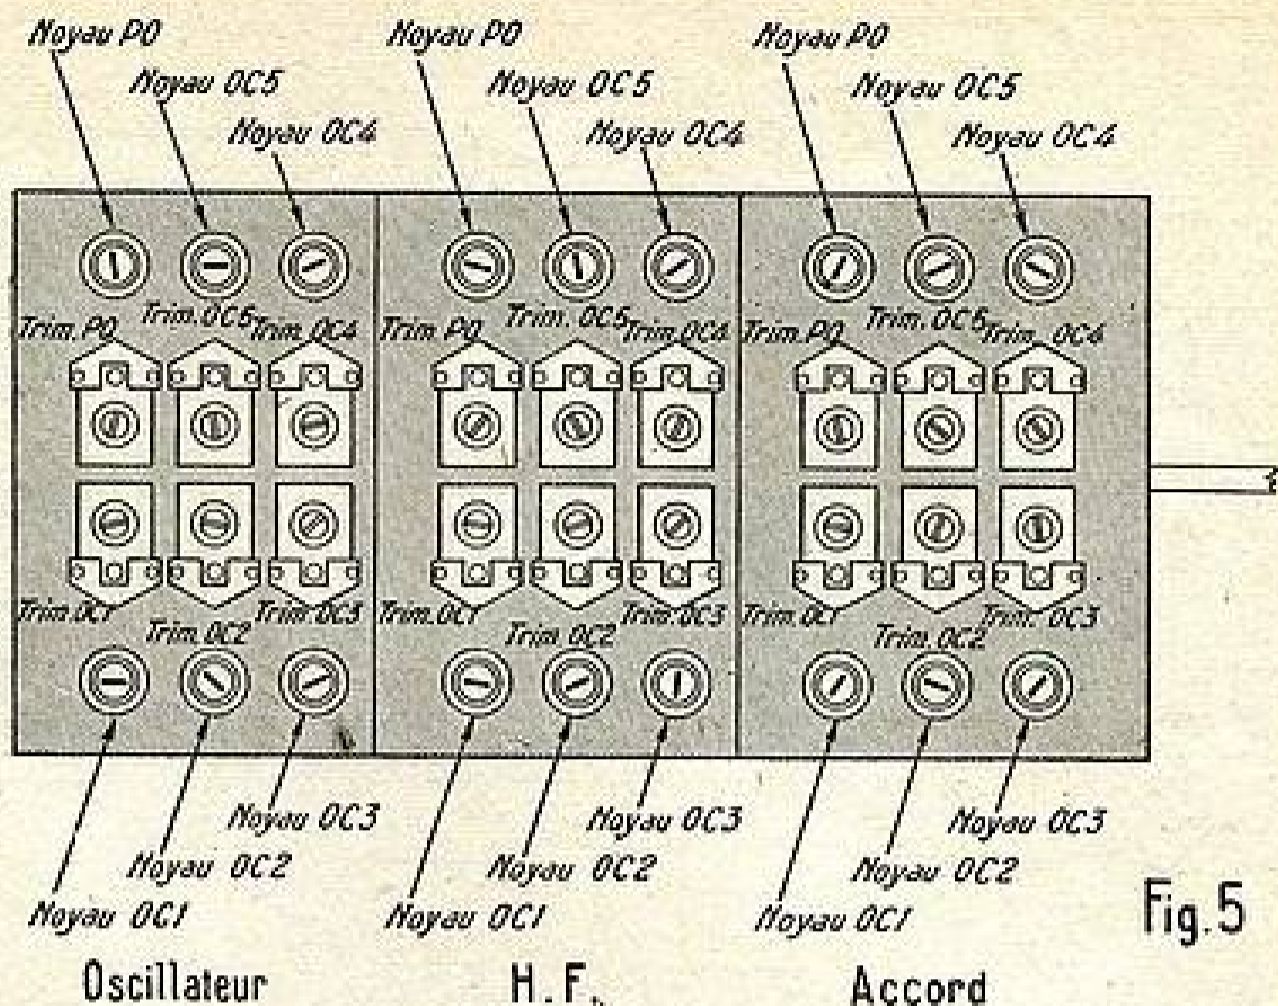 Noyau PO Noyau PO Noyau PO
Noyau OC5 Noyau OC5 Noyau OC5
Noyau OC4 Noyau OC4 Noyau OC4
Trim. PO Trim. OC5 Trim. OC4 Trim. PO Trim. OC5 Trim. OC4 Trim. PO Trim. OC5 Trim. OC4
Trim. OC1 Trim. OC2 Trim. OC3 Trim. OC1 Trim. OC2 Trim. OC3 Trim. OC1 Trim. OC2 Trim. OC3
Noyau OC3 Noyau OC3 Noyau OC3
Noyau OC2 Noyau OC2 Noyau OC2
Noyau OC1 Noyau OC1 Noyau OC1
Fig. 5
Oscillateur H.F. Accord